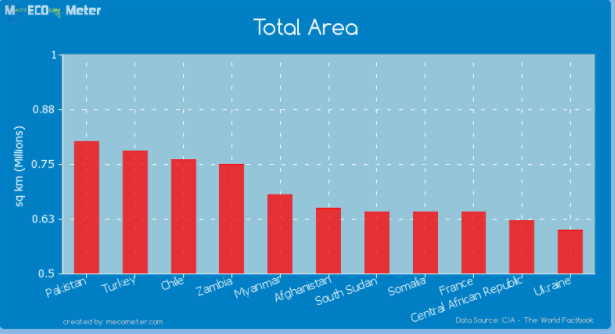 MECO Meter
Total Area
sq km (Millions)
1
0.88
0.75
0.63
0.5
Pakistan
Turkey
Chile
Zambia
Myanmar
Afghanistan
South Sudan
Somalia
France
Central African Republic
Ukraine
created by: mecometer.com
Data Source: CIA - The World Factbook